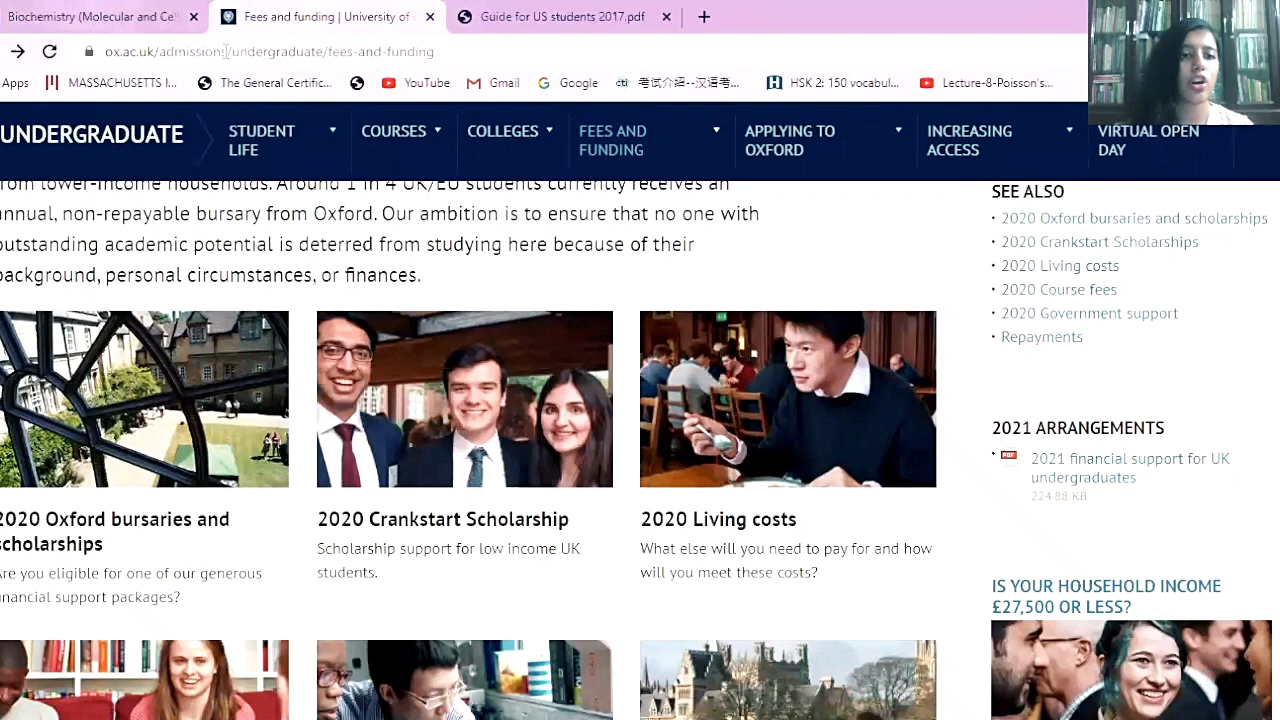 Biochemistry (Molecular and Cel
Fees and funding | University of
Guide for US students 2017.pdf
ox.ac.uk/admissions/undergraduate/fees-and-funding
Apps
MASSACHUSETTS I...
The General Certific...
YouTube
Gmail
Google
考试介绍--汉语考...
HSK 2: 150 vocabul...
Lecture-8-Poisson's...
UNDERGRADUATE
STUDENT
LIFE
COURSES
COLLEGES
FEES AND
FUNDING
APPLYING TO
OXFORD
INCREASING
ACCESS
VIRTUAL OPEN
DAY
from lower-income households. Around 1 in 4 UK/EU students currently receives an
annual, non-repayable bursary from Oxford. Our ambition is to ensure that no one with
outstanding academic potential is deterred from studying here because of their
background, personal circumstances, or finances.
2020 Oxford bursaries and
scholarships
Are you eligible for one of our generous
financial support packages?
2020 Crankstart Scholarship
Scholarship support for low income UK
students.
2020 Living costs
What else will you need to pay for and how
will you meet these costs?
SEE ALSO
• 2020 Oxford bursaries and scholarships
• 2020 Crankstart Scholarships
• 2020 Living costs
• 2020 Course fees
• 2020 Government support
• Repayments
2021 ARRANGEMENTS
• PDF 2021 financial support for UK
undergraduates
224.88 KB
IS YOUR HOUSEHOLD INCOME
£27,500 OR LESS?